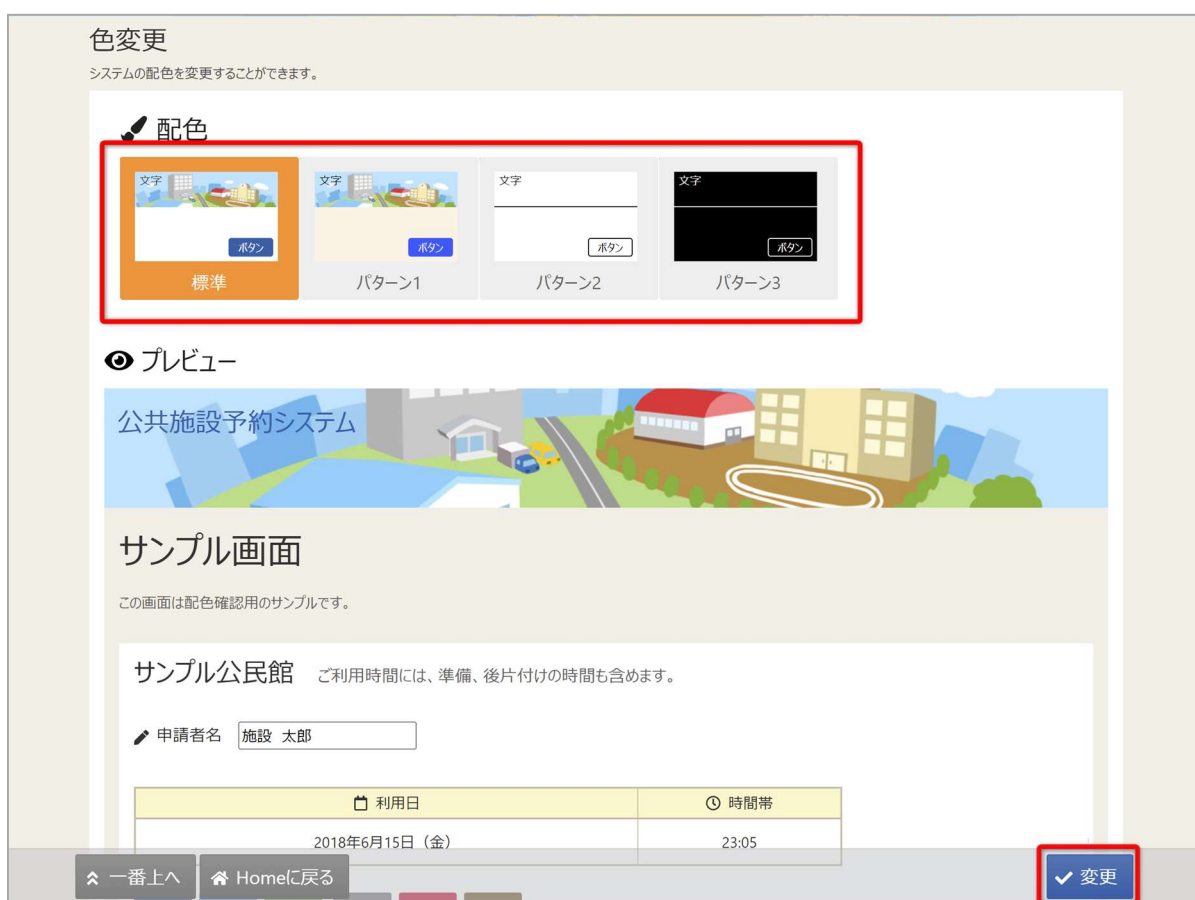 色変更
システムの配色を変更することができます。
配色
文字 文字 文字 文字
ボタン ボタン ボタン ボタン
標準 パターン1 パターン2 パターン3
プレビュー
公共施設予約システム
サンプル画面
この画面は配色確認用のサンプルです。
サンプル公民館 ご利用時間には、準備、後片付けの時間も含めます。
申請者名 施設 太郎
利用日 時間帯
2018年6月15日（金） 23:05
一番上へ Homeに戻る 変更